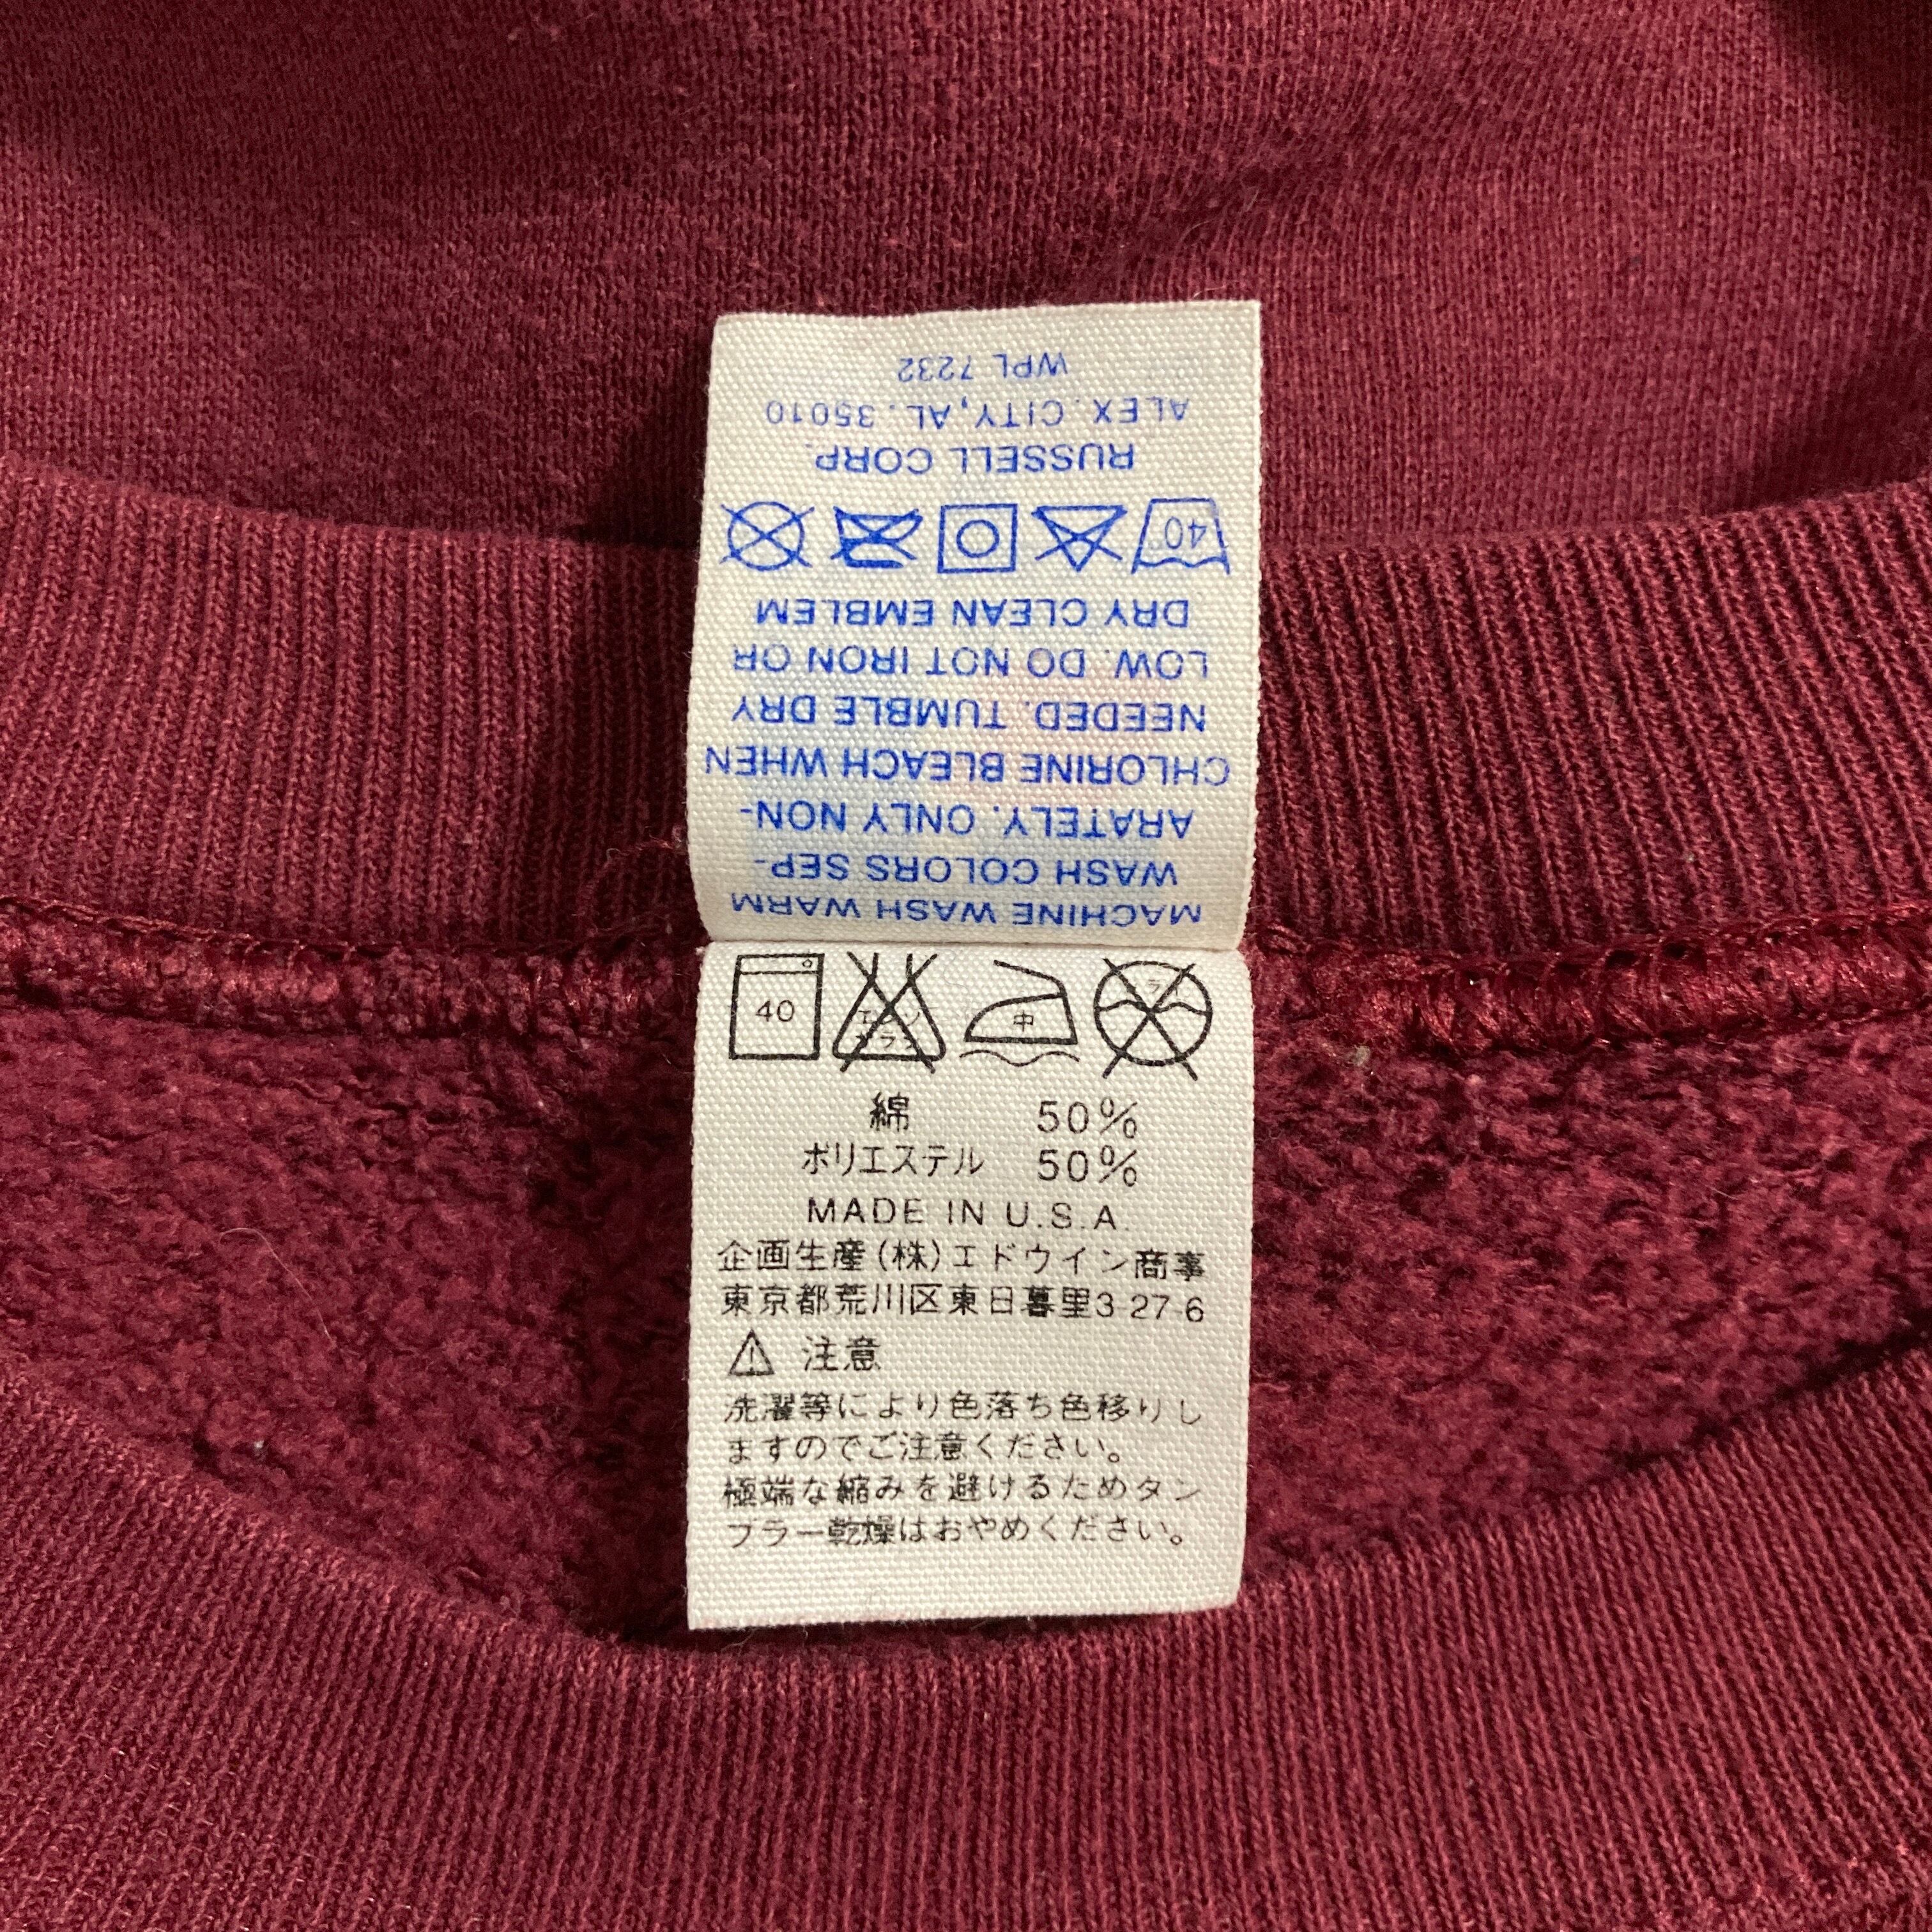 MACHINE WASH WARM
WASH COLORS SEP-
ARATELY. ONLY NON-
CHLORINE BLEACH WHEN
NEEDED. TUMBLE DRY
LOW. DO NOT IRON OR
DRY CLEAN EMBLEM
40°
RUSSELL CORP.
ALEX. CITY, AL. 35010
WPL 7232
40 中
綿 50%
ポリエステル 50%
MADE IN U.S.A.
企画生産(株)エドウイン商事
東京都荒川区東日暮里3-27-6
注意
洗濯等により色落ち色移りし
ますのでご注意ください。
極端な縮みを避けるためタン
ブラー乾燥はおやめください。